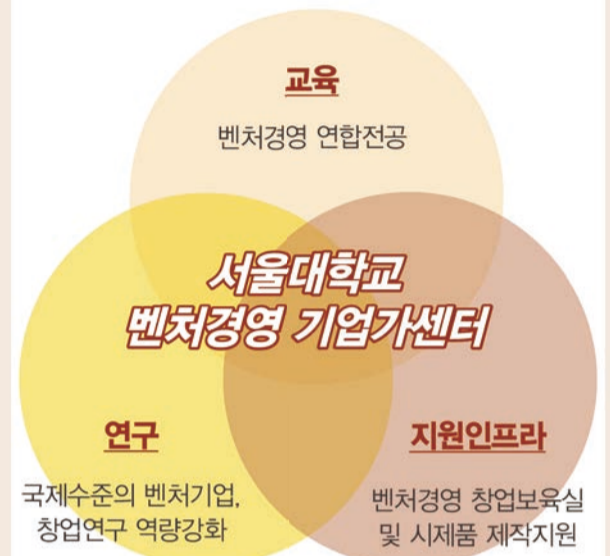 교육
벤처경영 연합전공
서울대학교
벤처경영 기업가센터
연구
국제수준의 벤처기업,
창업연구 역량강화
지원인프라
벤처경영 창업보육실
및 시제품 제작지원